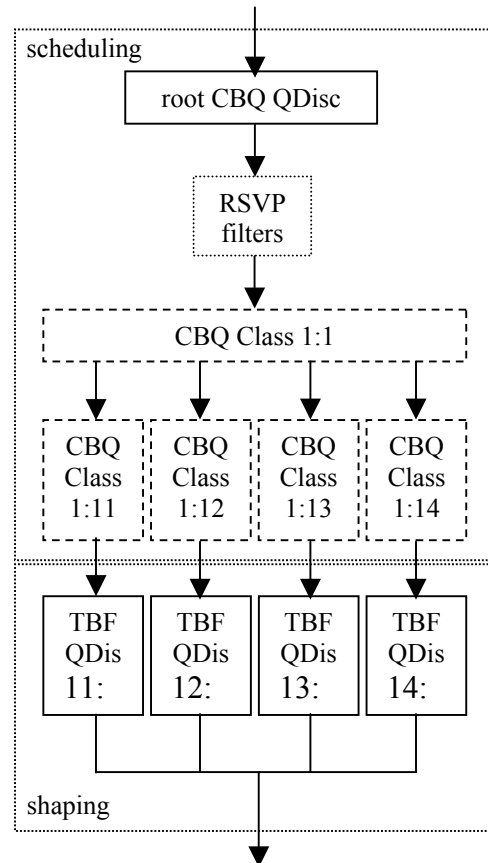 scheduling
root CBQ QDisc
RSVP
filters
CBQ Class 1:1
CBQ
Class
1:11
CBQ
Class
1:12
CBQ
Class
1:13
CBQ
Class
1:14
TBF
QDis
11:
TBF
QDis
12:
TBF
QDis
13:
TBF
QDis
14:
shaping